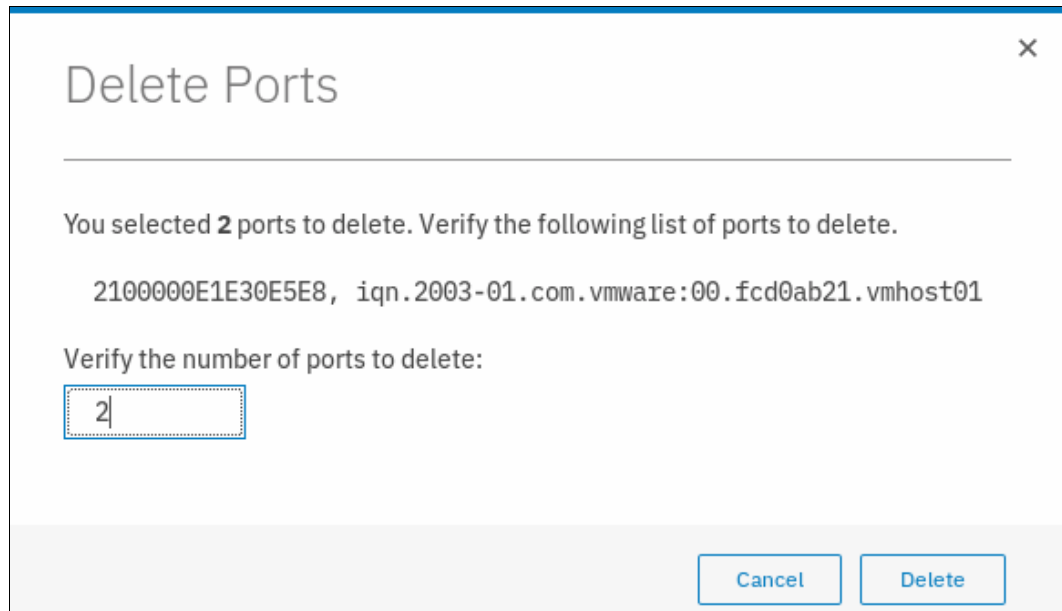 ×
Delete Ports
You selected 2 ports to delete. Verify the following list of ports to delete.
2100000E1E30E5E8, iqn.2003-01.com.vmware:00.fcd0ab21.vmhost01
Verify the number of ports to delete:
2
Cancel Delete